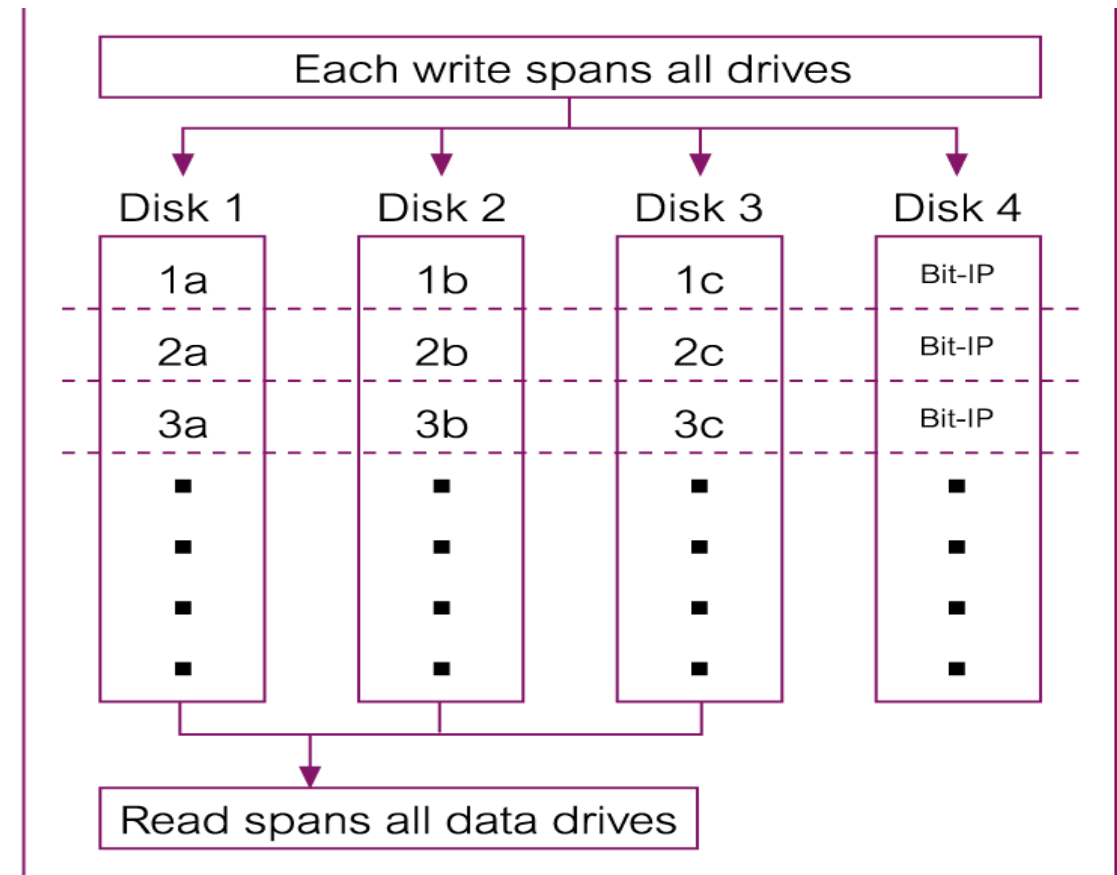 Each write spans all drives
Disk 1 Disk 2 Disk 3 Disk 4
1a 1b 1c Bit-IP
2a 2b 2c Bit-IP
3a 3b 3c Bit-IP
Read spans all data drives